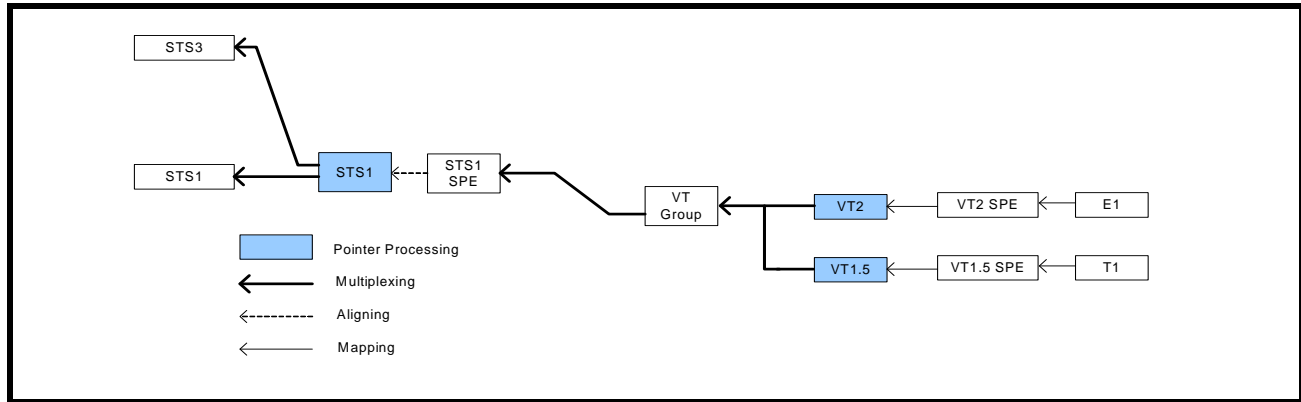 STS3
STS1
STS1
STS1
SPE
VT
Group
VT2
VT2 SPE
E1
VT1.5
VT1.5 SPE
T1
Pointer Processing
Multiplexing
Aligning
Mapping